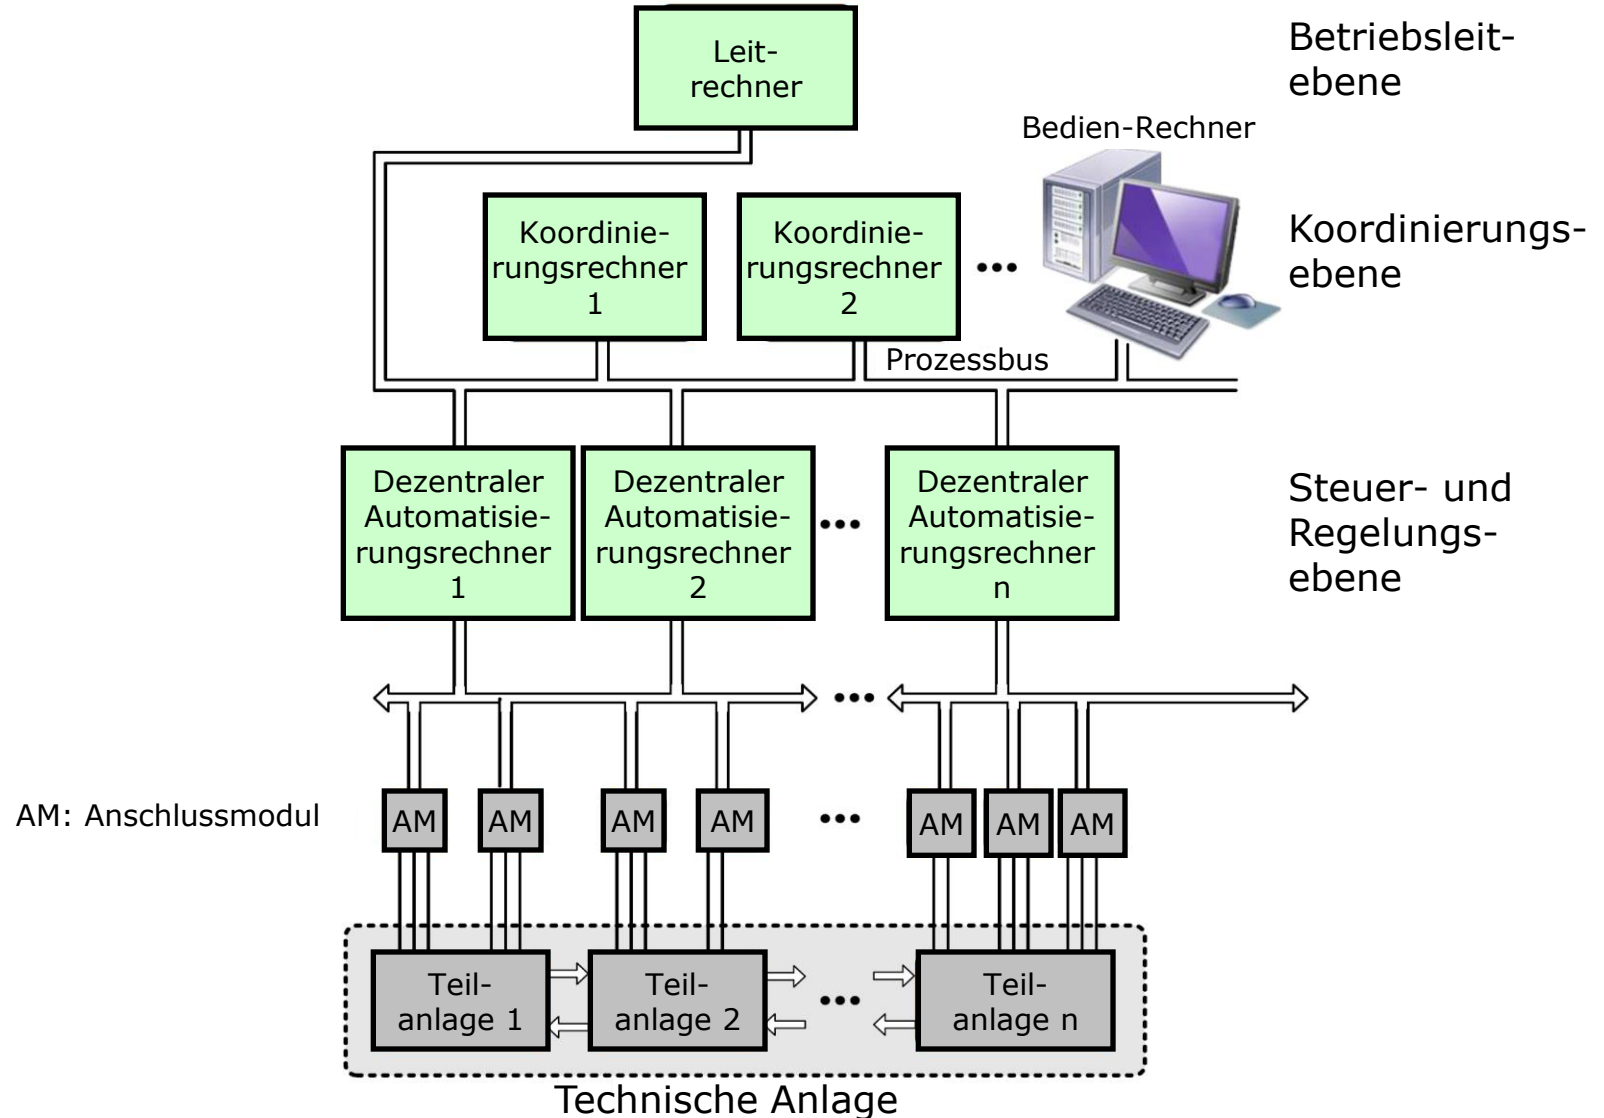 Leit-
rechner
Betriebsleit-
ebene
Bedien-Rechner
Koordinie-
rungsrechner
1
Koordinie-
rungsrechner
2
•••
Koordinierungs-
ebene
Prozessbus
Dezentraler
Automatisie-
rungsrechner
1
Dezentraler
Automatisie-
rungsrechner
2
•••
Dezentraler
Automatisie-
rungsrechner
n
Steuer- und
Regelungs-
ebene
•••
AM: Anschlussmodul
AM
AM
AM
AM
•••
AM
AM
AM
Teil-
anlage 1
Teil-
anlage 2
•••
Teil-
anlage n
Technische Anlage